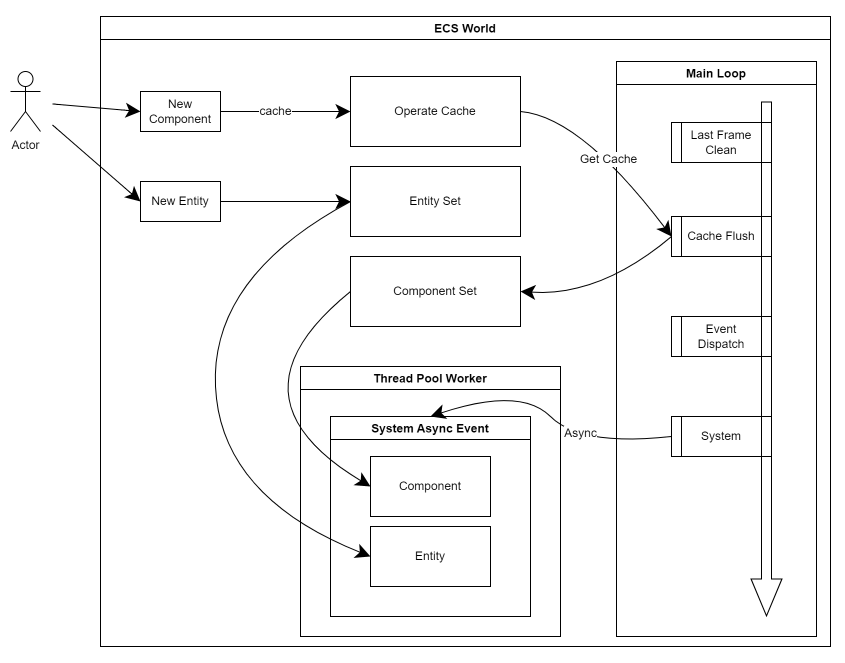 ECS World
Actor
New
Component
cache
Operate Cache
New Entity
Entity Set
Component Set
Get Cache
Main Loop
Last Frame
Clean
Cache Flush
Event
Dispatch
System
Async
Thread Pool Worker
System Async Event
Component
Entity